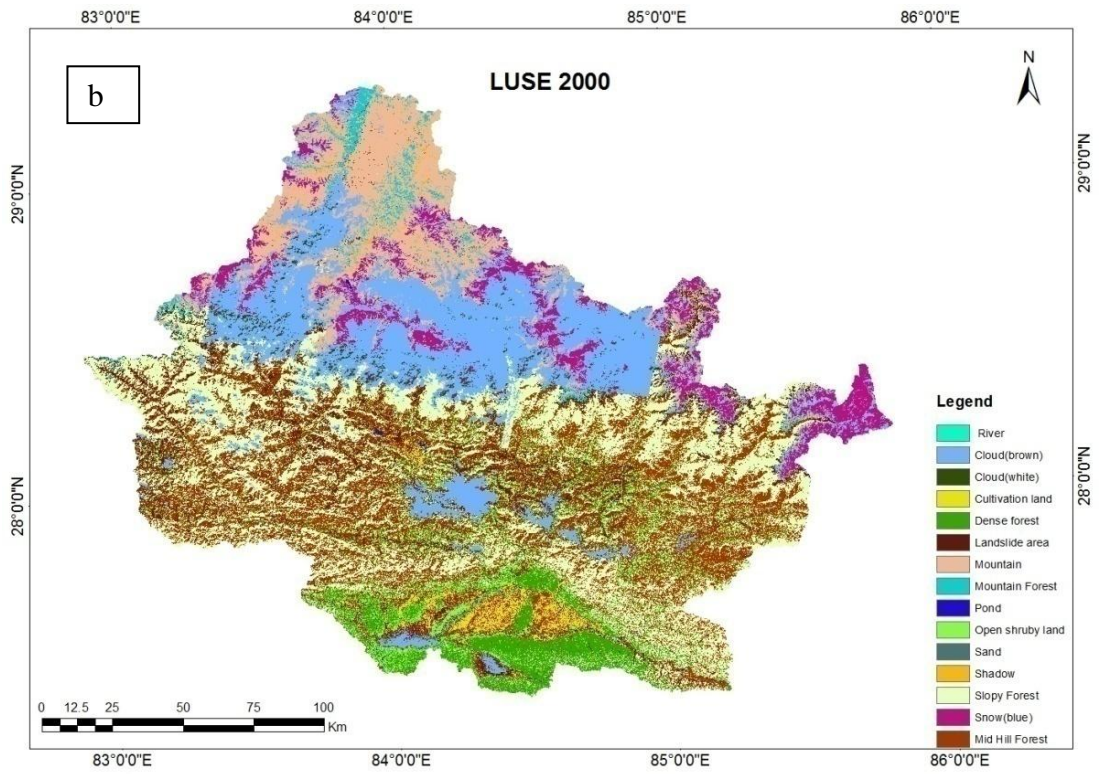 83°0'0"E 84°0'0"E 85°0'0"E 86°0'0"E
b
LUSE 2000
N
29°0'0"N
29°0'0"N
28°0'0"N
28°0'0"N
Legend
River
Cloud(brown)
Cloud(white)
Cultivation land
Dense forest
Landslide area
Mountain
Mountain Forest
Pond
Open shruby land
Sand
Shadow
Slopy Forest
Snow(blue)
Mid Hill Forest
0 12.5 25 50 75 100
Km
83°0'0"E 84°0'0"E 85°0'0"E 86°0'0"E